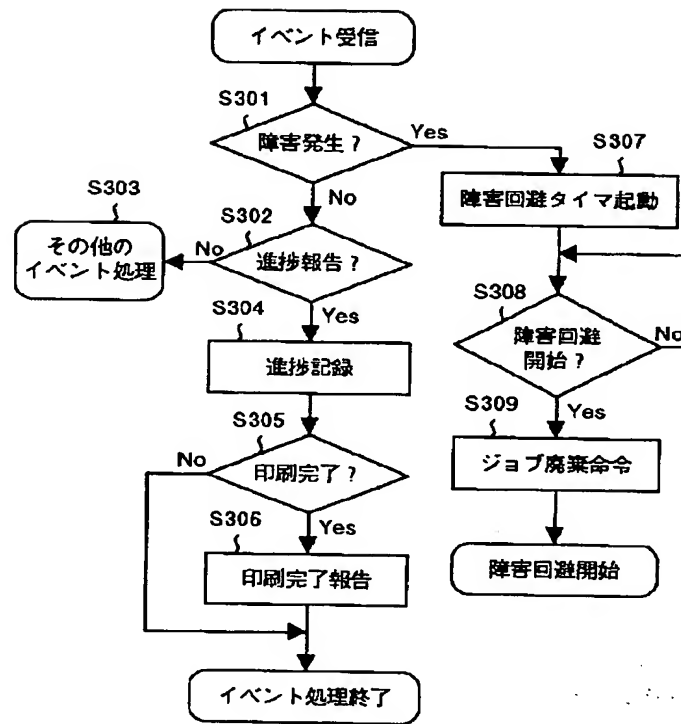 イベント受信
S301
障害発生？
Yes
No
S307
障害回避タイマ起動
S302
進捗報告？
No
Yes
S303
その他の
イベント処理
S304
進捗記録
S305
印刷完了？
No
Yes
S306
印刷完了報告
イベント処理終了
S308
障害回避
開始？
No
Yes
S309
ジョブ廃棄命令
障害回避開始